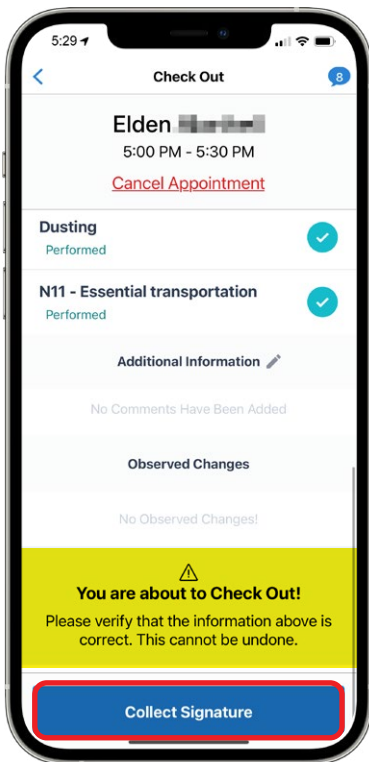 5:29
Check Out
8
Elden
5:00 PM - 5:30 PM
Cancel Appointment
Dusting
Performed
N11 - Essential transportation
Performed
Additional Information
No Comments Have Been Added
Observed Changes
No Observed Changes!
You are about to Check Out!
Please verify that the information above is
correct. This cannot be undone.
Collect Signature